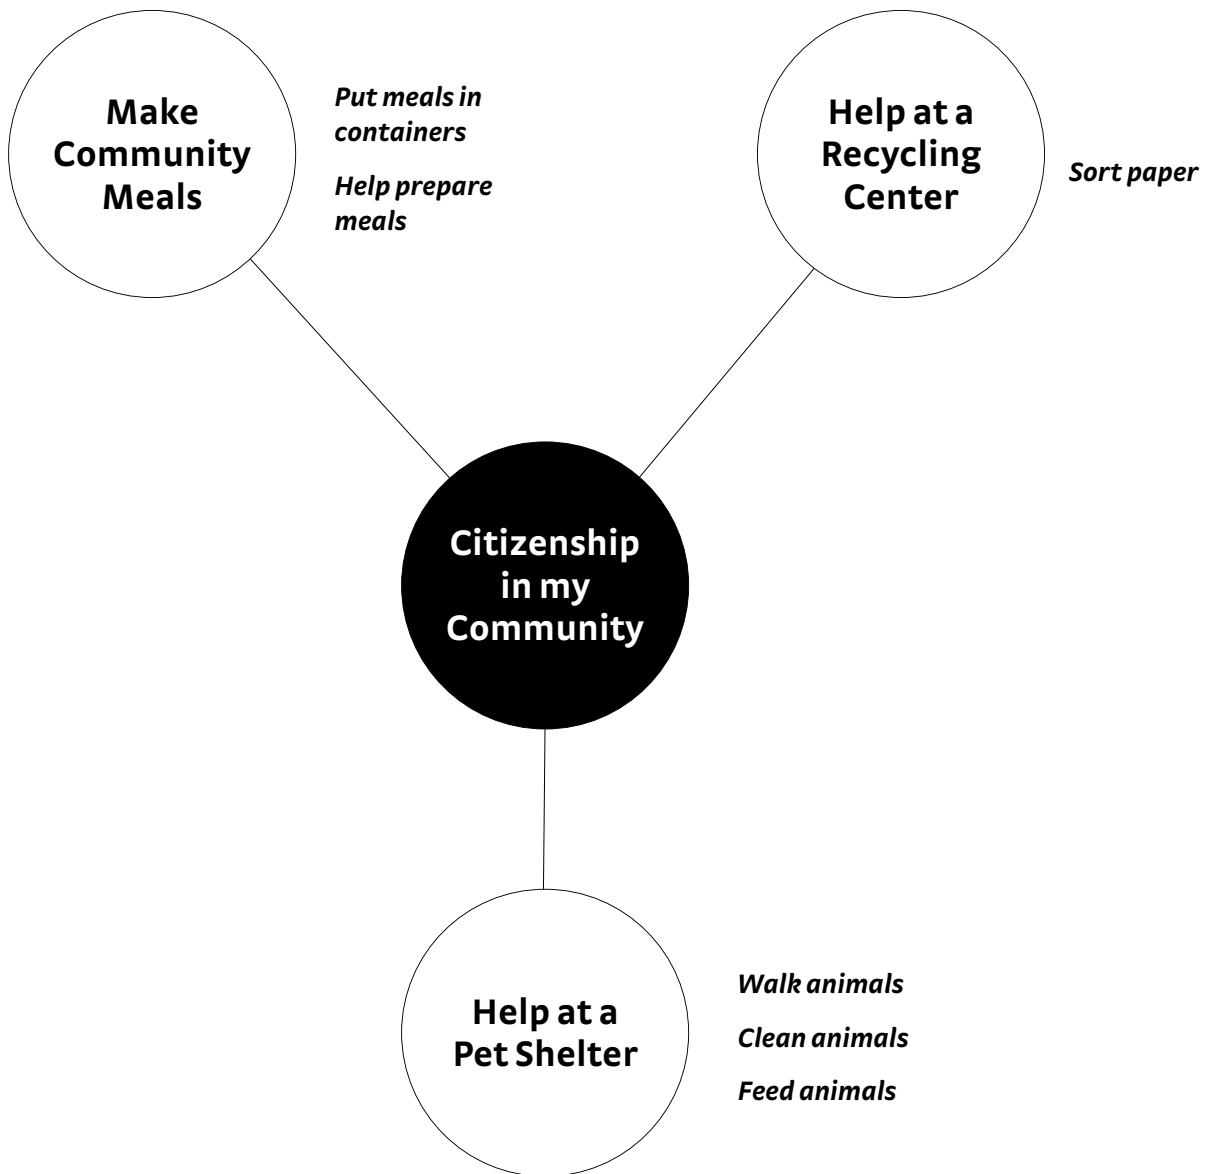 Make
Community
Meals
Put meals in
containers
Help prepare
meals
Help at a
Recycling
Center
Sort paper
Citizenship
in my
Community
Help at a
Pet Shelter
Walk animals
Clean animals
Feed animals